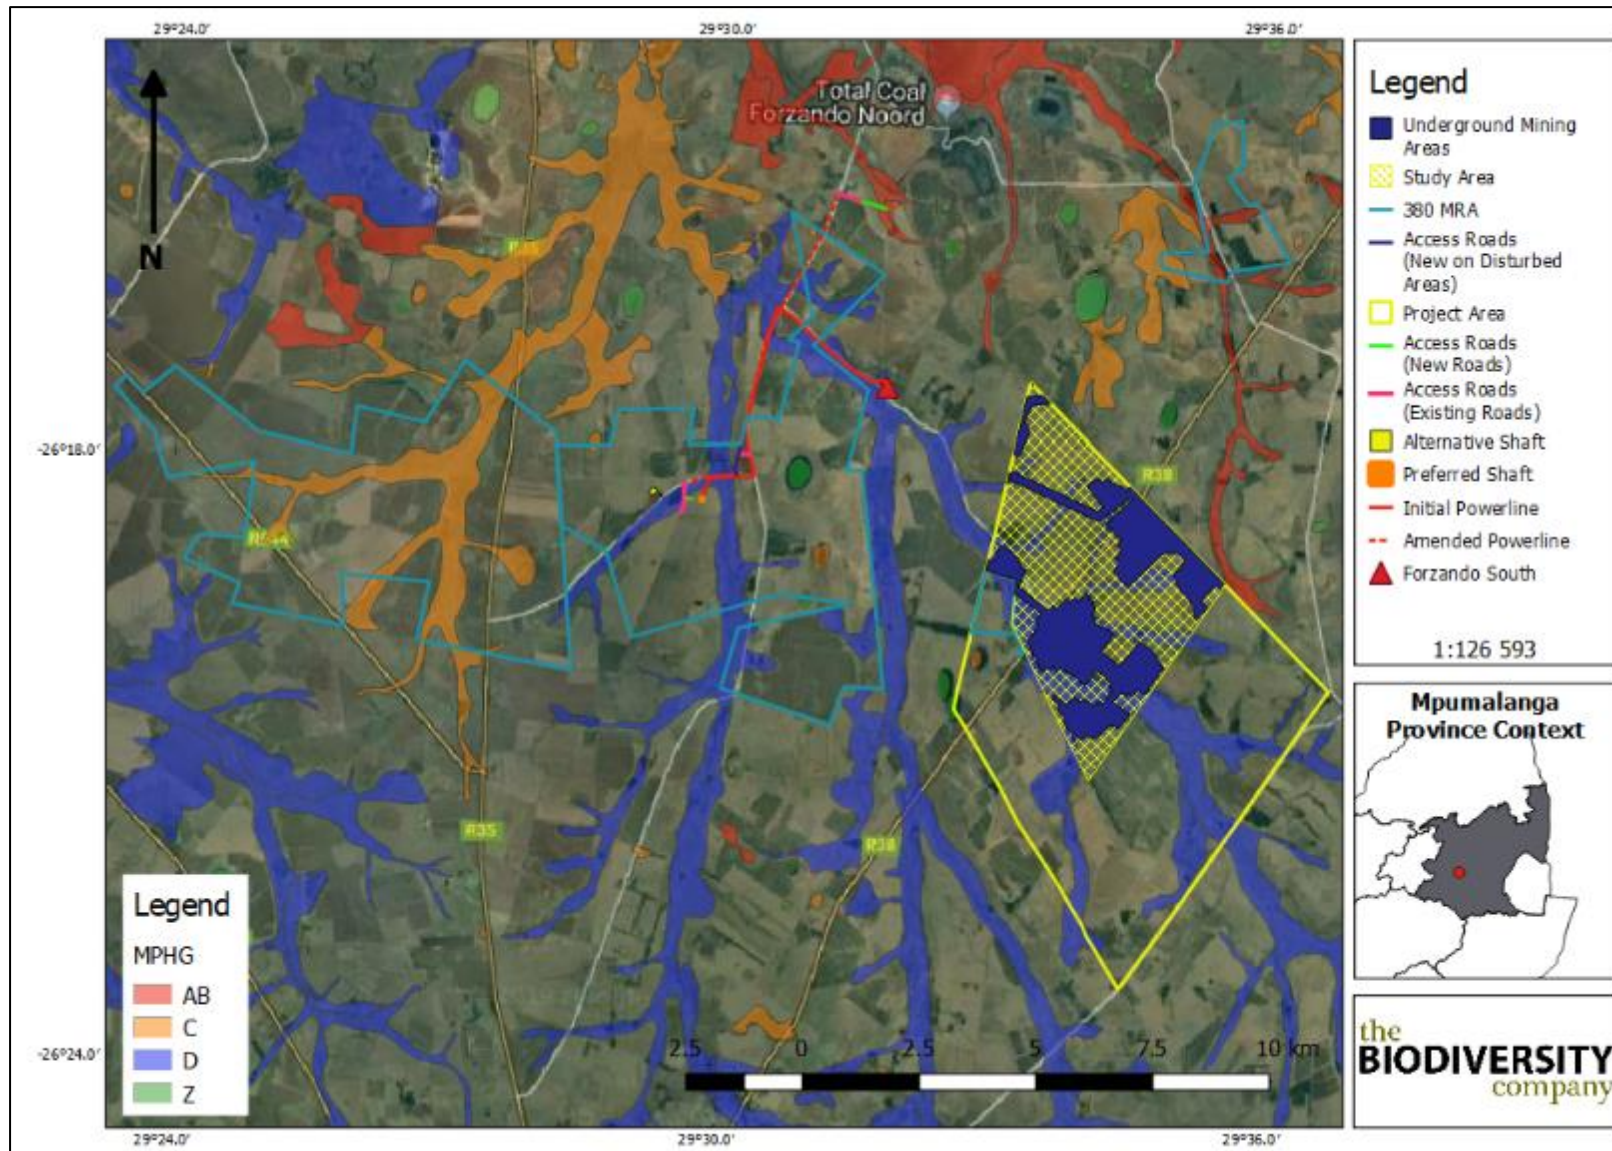 29°24.0'
29°30.0'
29°36.0'
Total Coal
Forzando Noord
N
-26°18.0'
R38
R35
R38
-26°24.0'
2.5 0 2.5 5 7.5 10 km
29°24.0'
29°30.0'
29°36.0'
Legend
MPHG
AB
C
D
Z
Legend
Underground Mining
Areas
Study Area
380 MRA
Access Roads
(New on Disturbed
Areas)
Project Area
Access Roads
(New Roads)
Access Roads
(Existing Roads)
Alternative Shaft
Preferred Shaft
Initial Powerline
Amended Powerline
Forzando South
1:126 593
Mpumalanga
Province Context
the
BIODIVERSITY
company